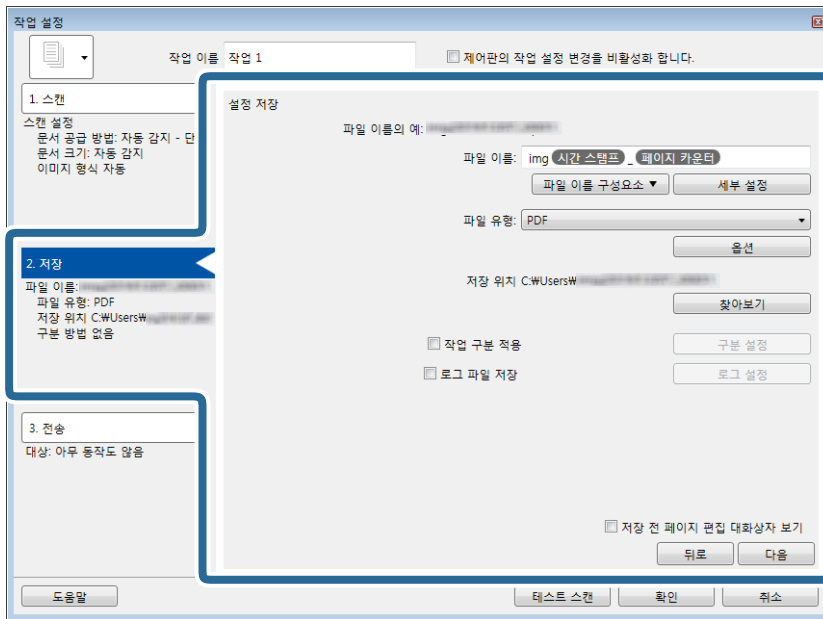 작업 설정
작업 이름 작업 1
제어판의 작업 설정 변경을 비활성화 합니다.
1. 스캔
스캔 설정
문서 공급 방법: 자동 감지 - 단
문서 크기: 자동 감지
이미지 형식 자동
2. 저장
파일 이름:
파일 유형: PDF
저장 위치 C:₩Users₩
구분 방법 없음
3. 전송
대상: 아무 동작도 않음
설정 저장
파일 이름의 예:
파일 이름: img 시간 스탬프 _ 페이지 카운터
파일 이름 구성요소 ▼ 세부 설정
파일 유형: PDF
옵션
저장 위치 C:₩Users₩
찾아보기
작업 구분 적용 구분 설정
로그 파일 저장 로그 설정
저장 전 페이지 편집 대화상자 보기
뒤로 다음
도움말 테스트 스캔 확인 취소